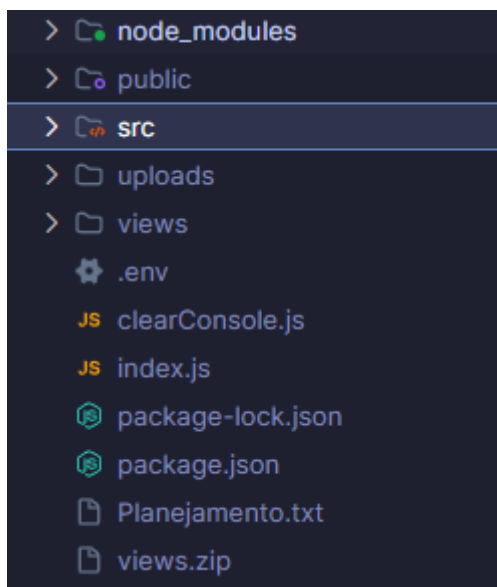 node_modules
public
src
uploads
views
.env
JS clearConsole.js
JS index.js
package-lock.json
package.json
Planejamento.txt
views.zip